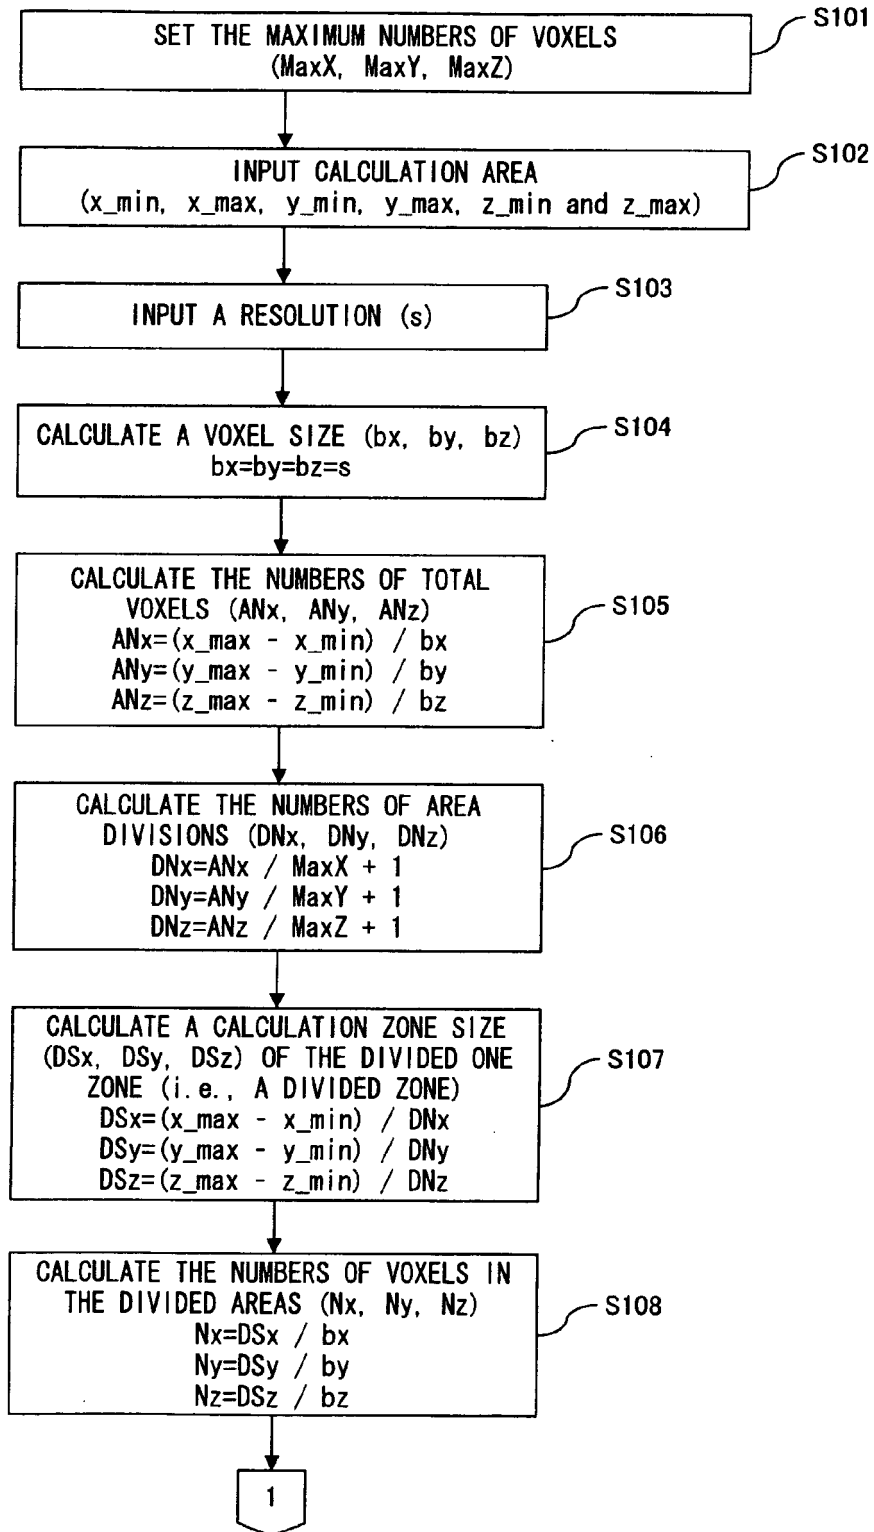 SET THE MAXIMUM NUMBERS OF VOXELS
(MaxX, MaxY, MaxZ)
S101
INPUT CALCULATION AREA
(x_min, x_max, y_min, y_max, z_min and z_max)
S102
INPUT A RESOLUTION (s)
S103
CALCULATE A VOXEL SIZE (bx, by, bz)
bx=by=bz=s
S104
CALCULATE THE NUMBERS OF TOTAL
VOXELS (ANx, ANy, ANz)
ANx=(x_max - x_min) / bx
ANy=(y_max - y_min) / by
ANz=(z_max - z_min) / bz
S105
CALCULATE THE NUMBERS OF AREA
DIVISIONS (DNx, DNy, DNz)
DNx=ANx / MaxX + 1
DNy=ANy / MaxY + 1
DNz=ANz / MaxZ + 1
S106
CALCULATE A CALCULATION ZONE SIZE
(DSx, DSy, DSz) OF THE DIVIDED ONE
ZONE (i.e., A DIVIDED ZONE)
DSx=(x_max - x_min) / DNx
DSy=(y_max - y_min) / DNy
DSz=(z_max - z_min) / DNz
S107
CALCULATE THE NUMBERS OF VOXELS IN
THE DIVIDED AREAS (Nx, Ny, Nz)
Nx=DSx / bx
Ny=DSy / by
Nz=DSz / bz
S108
1